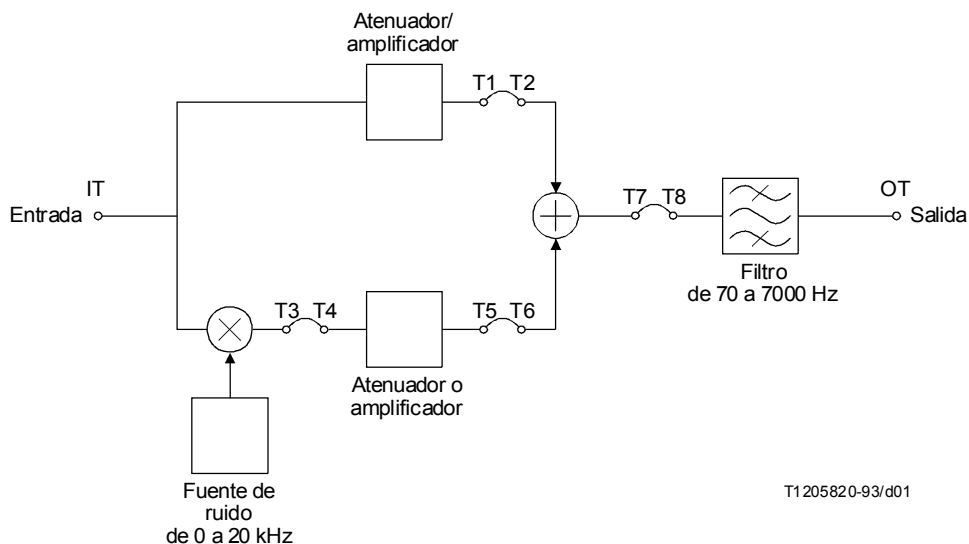 Atenuador/
amplificador
T1 T2
IT
Entrada
T7 T8
OT
Salida
Filtro
de 70 a 7000 Hz
T3 T4
T5 T6
Atenuador o
amplificador
Fuente de
ruido
de 0 a 20 kHz
T1205820-93/d01